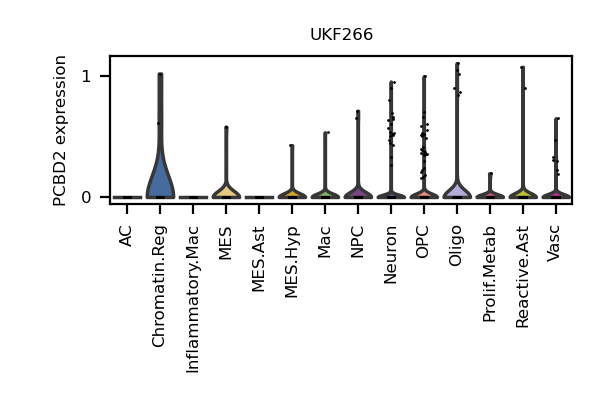 UKF266
PCBD2 expression
1
0
AC
Chromatin.Reg
Inflammatory.Mac
MES
MES.Ast
MES.Hyp
Mac
NPC
Neuron
OPC
Oligo
Prolif.Metab
Reactive.Ast
Vasc